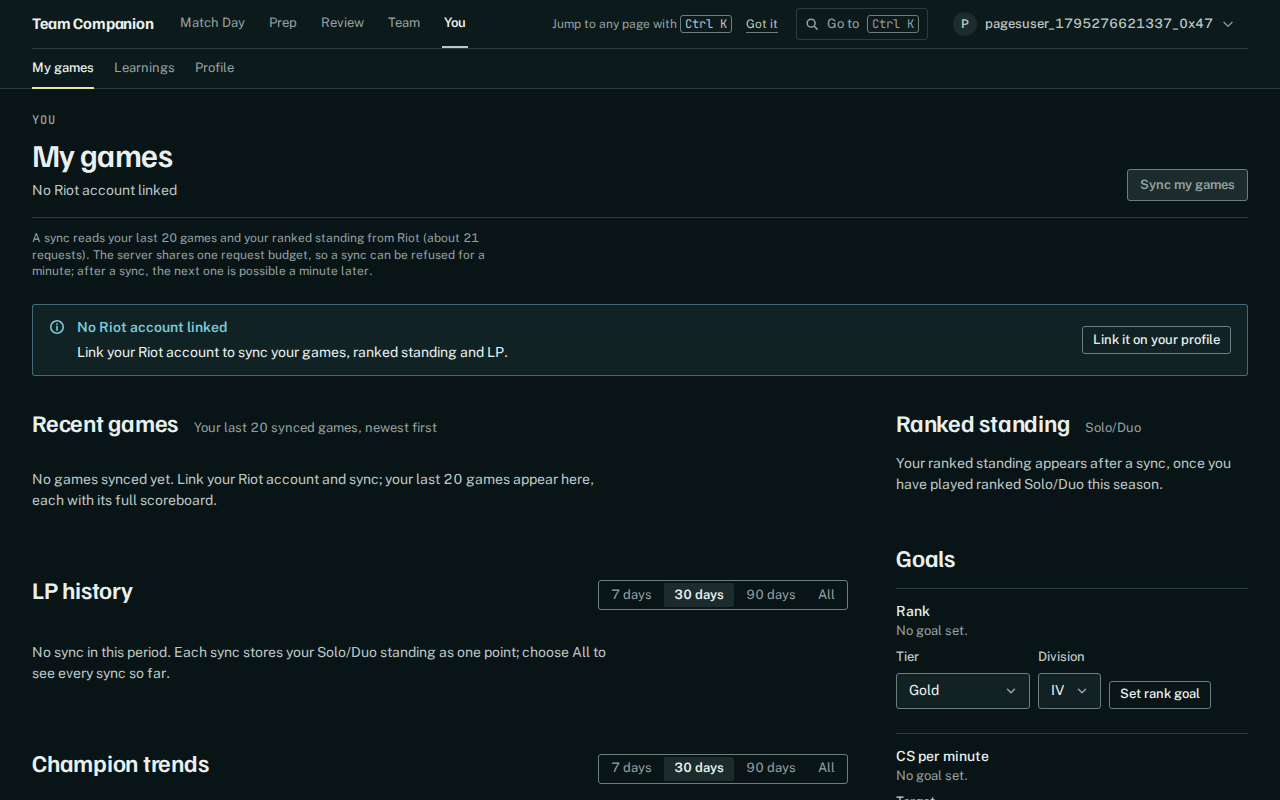 Team Companion Match Day Prep Review Team You Jump to any page with Ctrl K Got it Go to Ctrl K P pagesuser_1795276621337_0x47
My games Learnings Profile
YOU
My games
No Riot account linked
Sync my games
A sync reads your last 20 games and your ranked standing from Riot (about 21
requests). The server shares one request budget, so a sync can be refused for a
minute; after a sync, the next one is possible a minute later.
No Riot account linked
Link your Riot account to sync your games, ranked standing and LP.
Link it on your profile
Recent games Your last 20 synced games, newest first
No games synced yet. Link your Riot account and sync; your last 20 games appear here,
each with its full scoreboard.
LP history 7 days 30 days 90 days All
No sync in this period. Each sync stores your Solo/Duo standing as one point; choose All to
see every sync so far.
Champion trends 7 days 30 days 90 days All
Ranked standing Solo/Duo
Your ranked standing appears after a sync, once you
have played ranked Solo/Duo this season.
Goals
Rank
No goal set.
Tier Division
Gold IV Set rank goal
CS per minute
No goal set.
Target